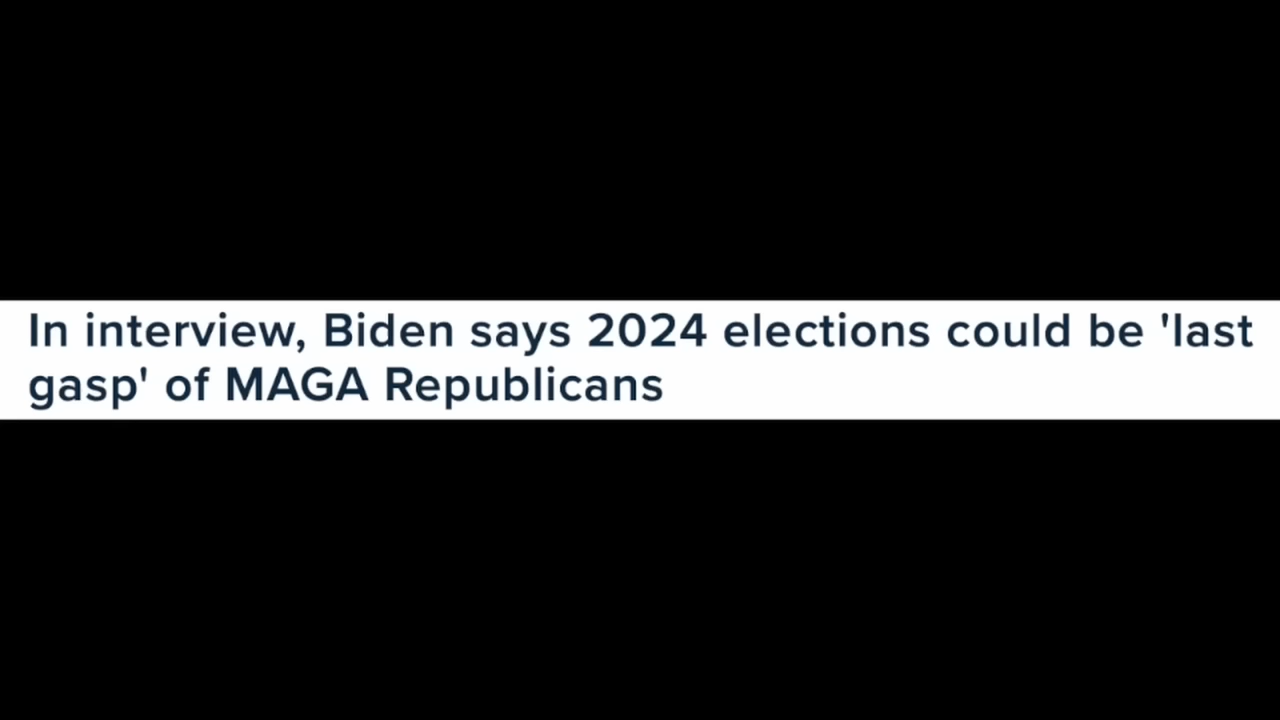 In interview, Biden says 2024 elections could be 'last
gasp' of MAGA Republicans